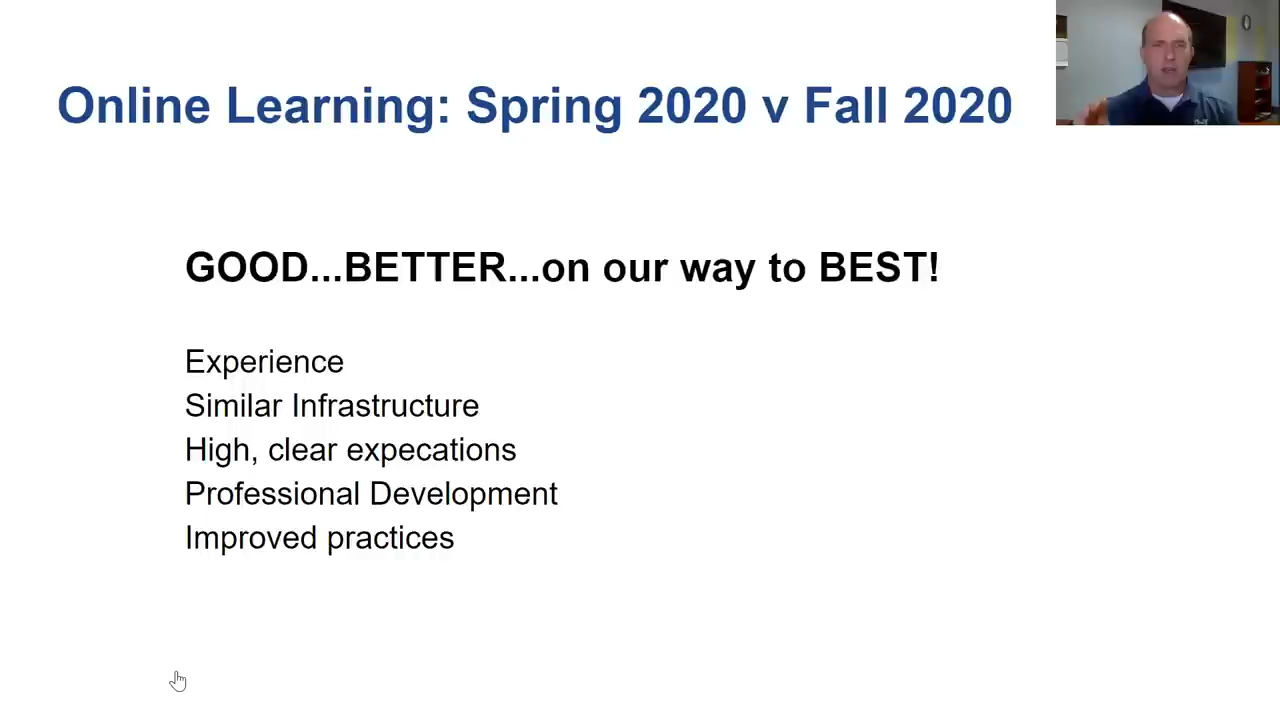 Online Learning: Spring 2020 v Fall 2020
GOOD...BETTER...on our way to BEST!
Experience
Similar Infrastructure
High, clear expecations
Professional Development
Improved practices